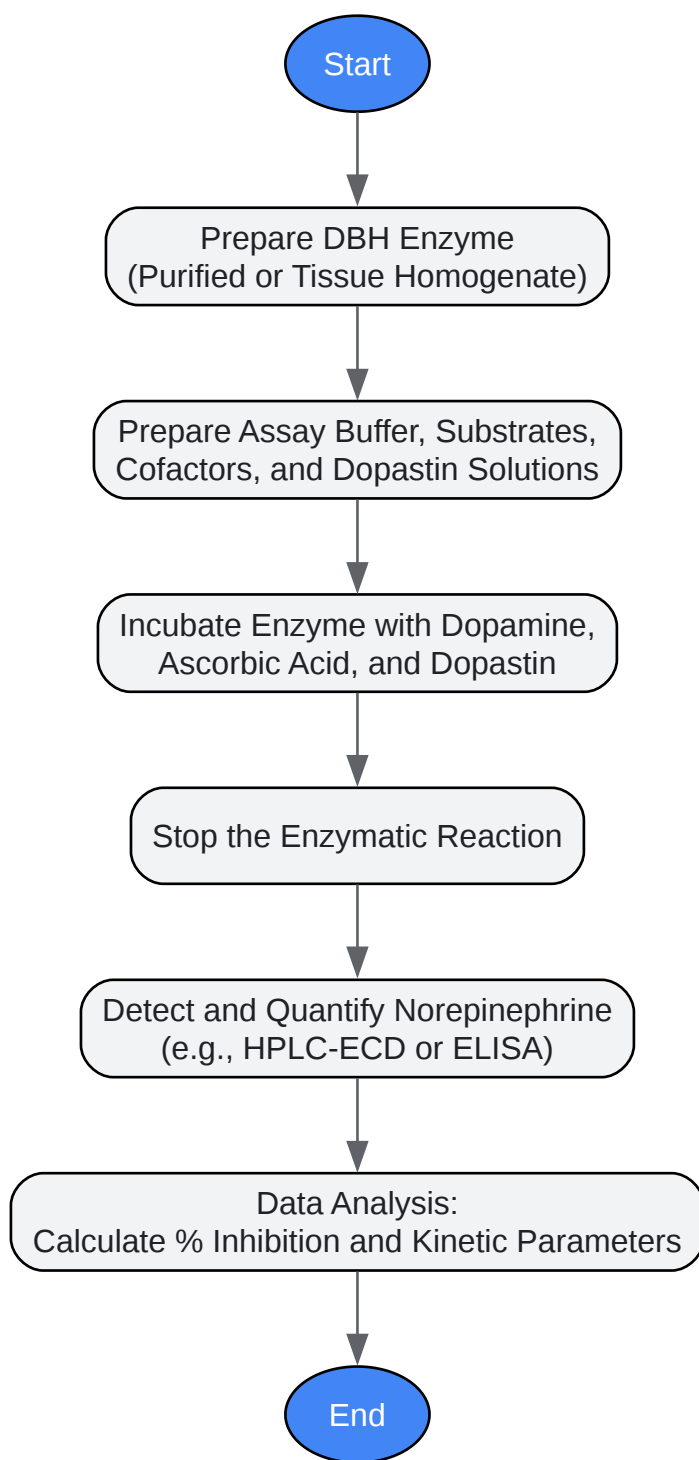 Start
Prepare DBH Enzyme
(Purified or Tissue Homogenate)
Prepare Assay Buffer, Substrates,
Cofactors, and Dopastin Solutions
Incubate Enzyme with Dopamine,
Ascorbic Acid, and Dopastin
Stop the Enzymatic Reaction
Detect and Quantify Norepinephrine
(e.g., HPLC-ECD or ELISA)
Data Analysis:
Calculate % Inhibition and Kinetic Parameters
End